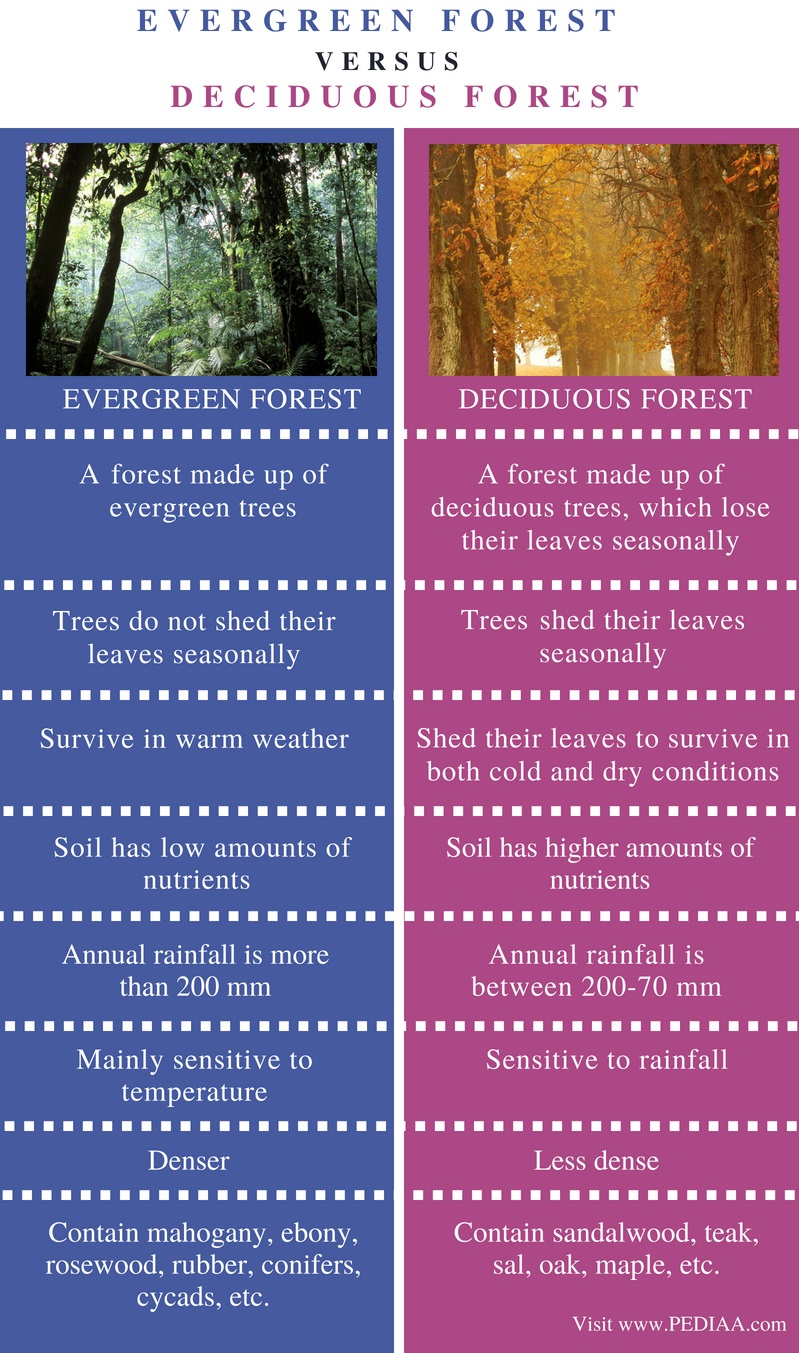 EVERGREEN FOREST
VERSUS
DECIDUOUS FOREST
EVERGREEN FOREST
A forest made up of
evergreen trees
Trees do not shed their
leaves seasonally
Survive in warm weather
Soil has low amounts of
nutrients
Annual rainfall is more
than 200 mm
Mainly sensitive to
temperature
Denser
Contain mahogany, ebony,
rosewood, rubber, conifers,
cycads, etc.
DECIDUOUS FOREST
A forest made up of
deciduous trees, which lose
their leaves seasonally
Trees shed their leaves
seasonally
Shed their leaves to survive in
both cold and dry conditions
Soil has higher amounts of
nutrients
Annual rainfall is
between 200-70 mm
Sensitive to rainfall
Less dense
Contain sandalwood, teak,
sal, oak, maple, etc.
Visit www.PEDIAA.com